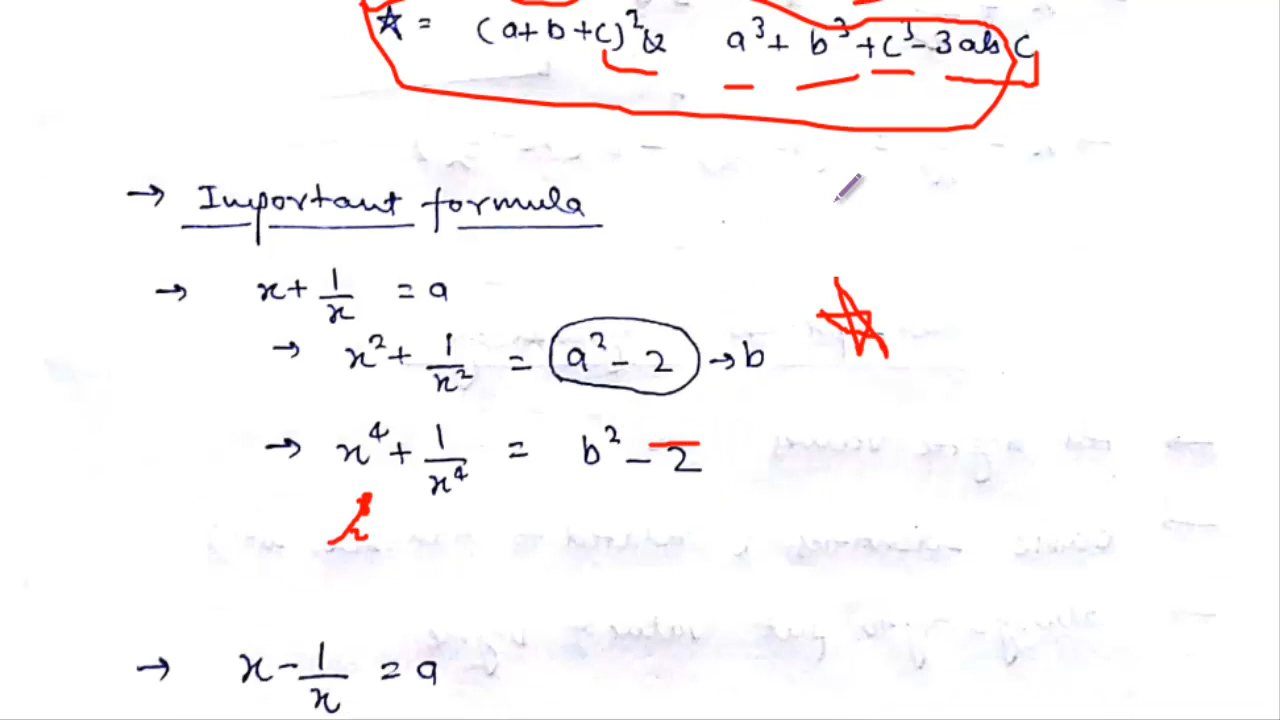 ☆ = (a+b+c)²& a³+ b³+c³-3abc
→ Important formula
→ x+ 1/x = a
→ x²+ 1/x² = a²-2 → b
→ x⁴+ 1/x⁴ = b²-2
→ x- 1/x = a